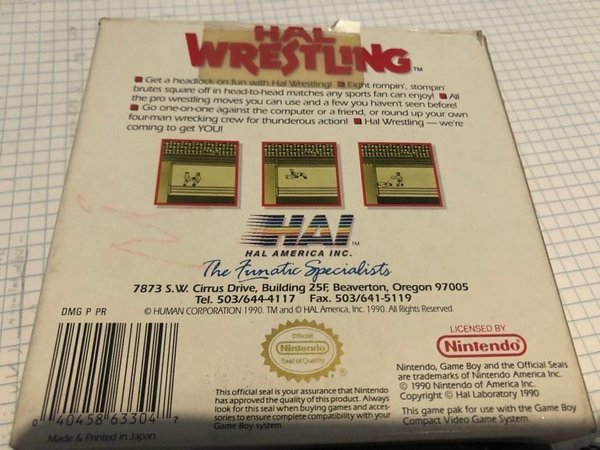 HAL
WRESTLING™
■ Get a headlock on fun with Hal Wrestling! ■ Eight rompin', stompin'
brutes square off in head-to-head matches any sports fan can enjoy! ■ All
the pro wrestling moves you can use and a few you haven't seen before!
■ Go one-on-one against the computer or a friend, or round up your own
four-man wrecking crew for thunderous action! ■ Hal Wrestling — we're
coming to get YOU!
HAL™
HAL AMERICA INC.
The Funatic Specialists
7873 S.W. Cirrus Drive, Building 25F, Beaverton, Oregon 97005
Tel. 503/644-4117 Fax. 503/641-5119
© HUMAN CORPORATION 1990. TM and © HAL America, Inc. 1990. All Rights Reserved.
DMG P PR
0 40458 63304 7
Made & Printed in Japan
Official
Nintendo
Seal of Quality
®
This official seal is your assurance that Nintendo
has approved the quality of this product. Always
look for this seal when buying games and acces-
sories to ensure complete compatibility with your
Game Boy system.
LICENSED BY
Nintendo®
Nintendo, Game Boy and the Official Seals
are trademarks of Nintendo America Inc.
© 1990 Nintendo of America Inc.
Copyright © Hal Laboratory 1990
This game pak for use with the Game Boy
Compact Video Game System.